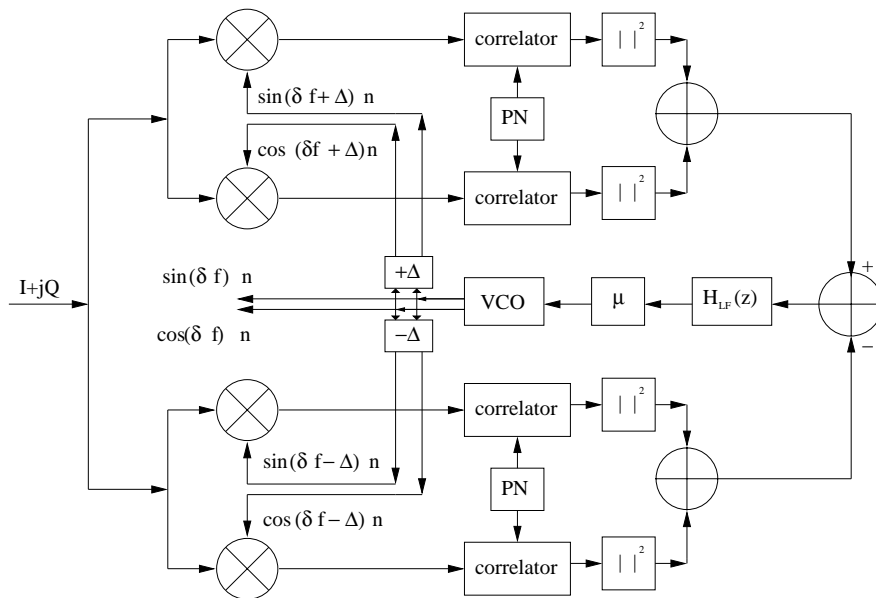 correlator
| |²
sin(δ f+ Δ) n
PN
cos (δf + Δ)n
correlator
| |²
I+jQ
sin(δ f) n
+Δ
VCO
μ
H_LF(z)
+
−
cos(δ f) n
−Δ
correlator
| |²
sin(δ f− Δ) n
PN
cos(δ f− Δ) n
correlator
| |²